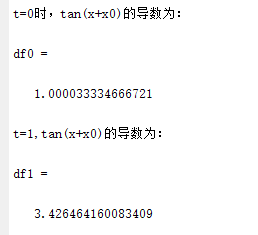 t=0时，tan(x+x0)的导数为：
df0 =
1.000033334666721
t=1,tan(x+x0)的导数为：
df1 =
3.426464160083409